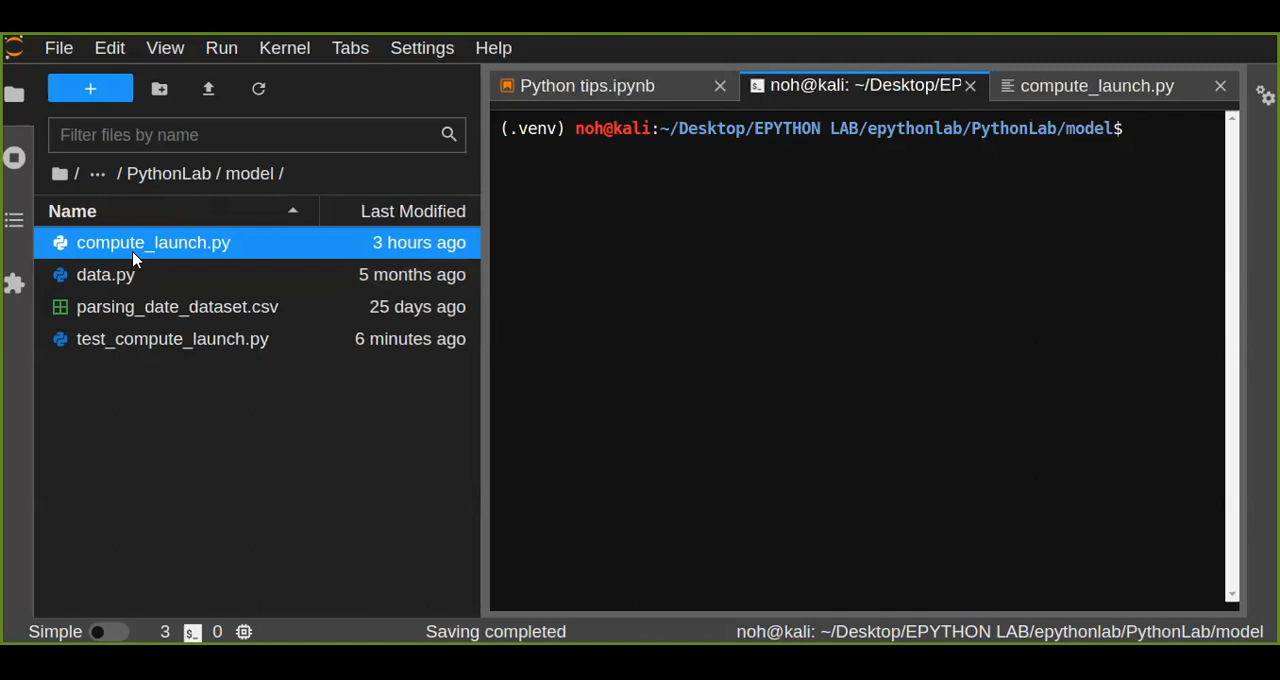 File Edit View Run Kernel Tabs Settings Help
+
Filter files by name
/ ... / PythonLab / model /
Name Last Modified
compute_launch.py 3 hours ago
data.py 5 months ago
parsing_date_dataset.csv 25 days ago
test_compute_launch.py 6 minutes ago
Python tips.ipynb noh@kali: ~/Desktop/EP compute_launch.py
(.venv) noh@kali:~/Desktop/EPYTHON LAB/epythonlab/PythonLab/model$
Simple 3 $_ 0 Saving completed noh@kali: ~/Desktop/EPYTHON LAB/epythonlab/PythonLab/model